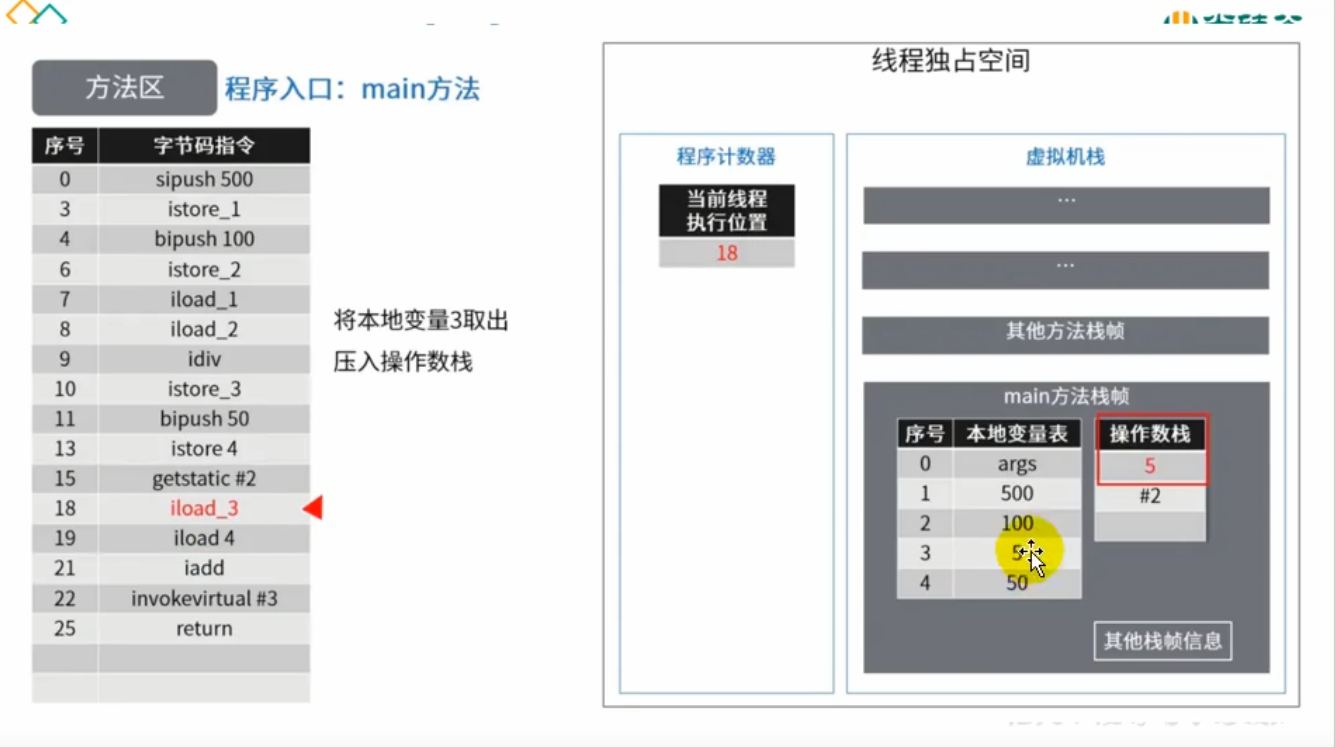 方法区
程序入口：main方法
序号 字节码指令
0 sipush 500
3 istore_1
4 bipush 100
6 istore_2
7 iload_1
8 iload_2
9 idiv
10 istore_3
11 bipush 50
13 istore 4
15 getstatic #2
18 iload_3
19 iload 4
21 iadd
22 invokevirtual #3
25 return
将本地变量3取出
压入操作数栈
线程独占空间
程序计数器
当前线程
执行位置
18
虚拟机栈
...
...
其他方法栈帧
main方法栈帧
序号 本地变量表
0 args
1 500
2 100
3 5
4 50
操作数栈
5
#2
其他栈帧信息